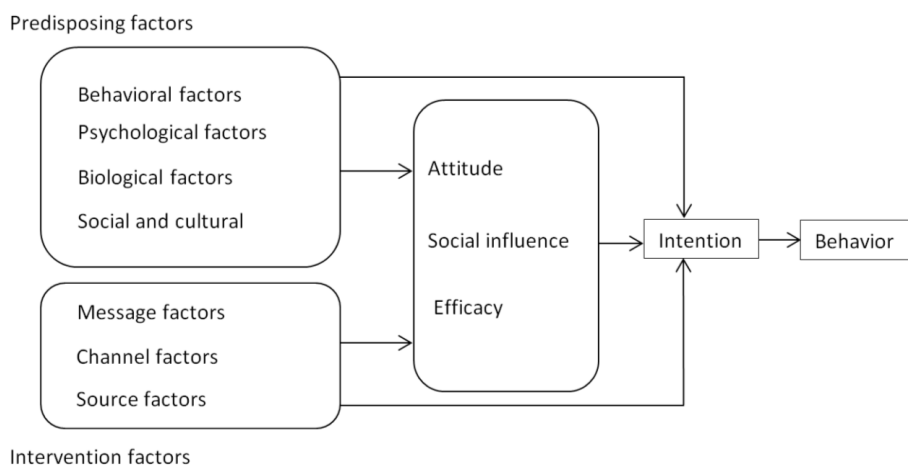 Predisposing factors
Behavioral factors
Psychological factors
Biological factors
Social and cultural
Attitude
Social influence
Efficacy
Intention
Behavior
Message factors
Channel factors
Source factors
Intervention factors